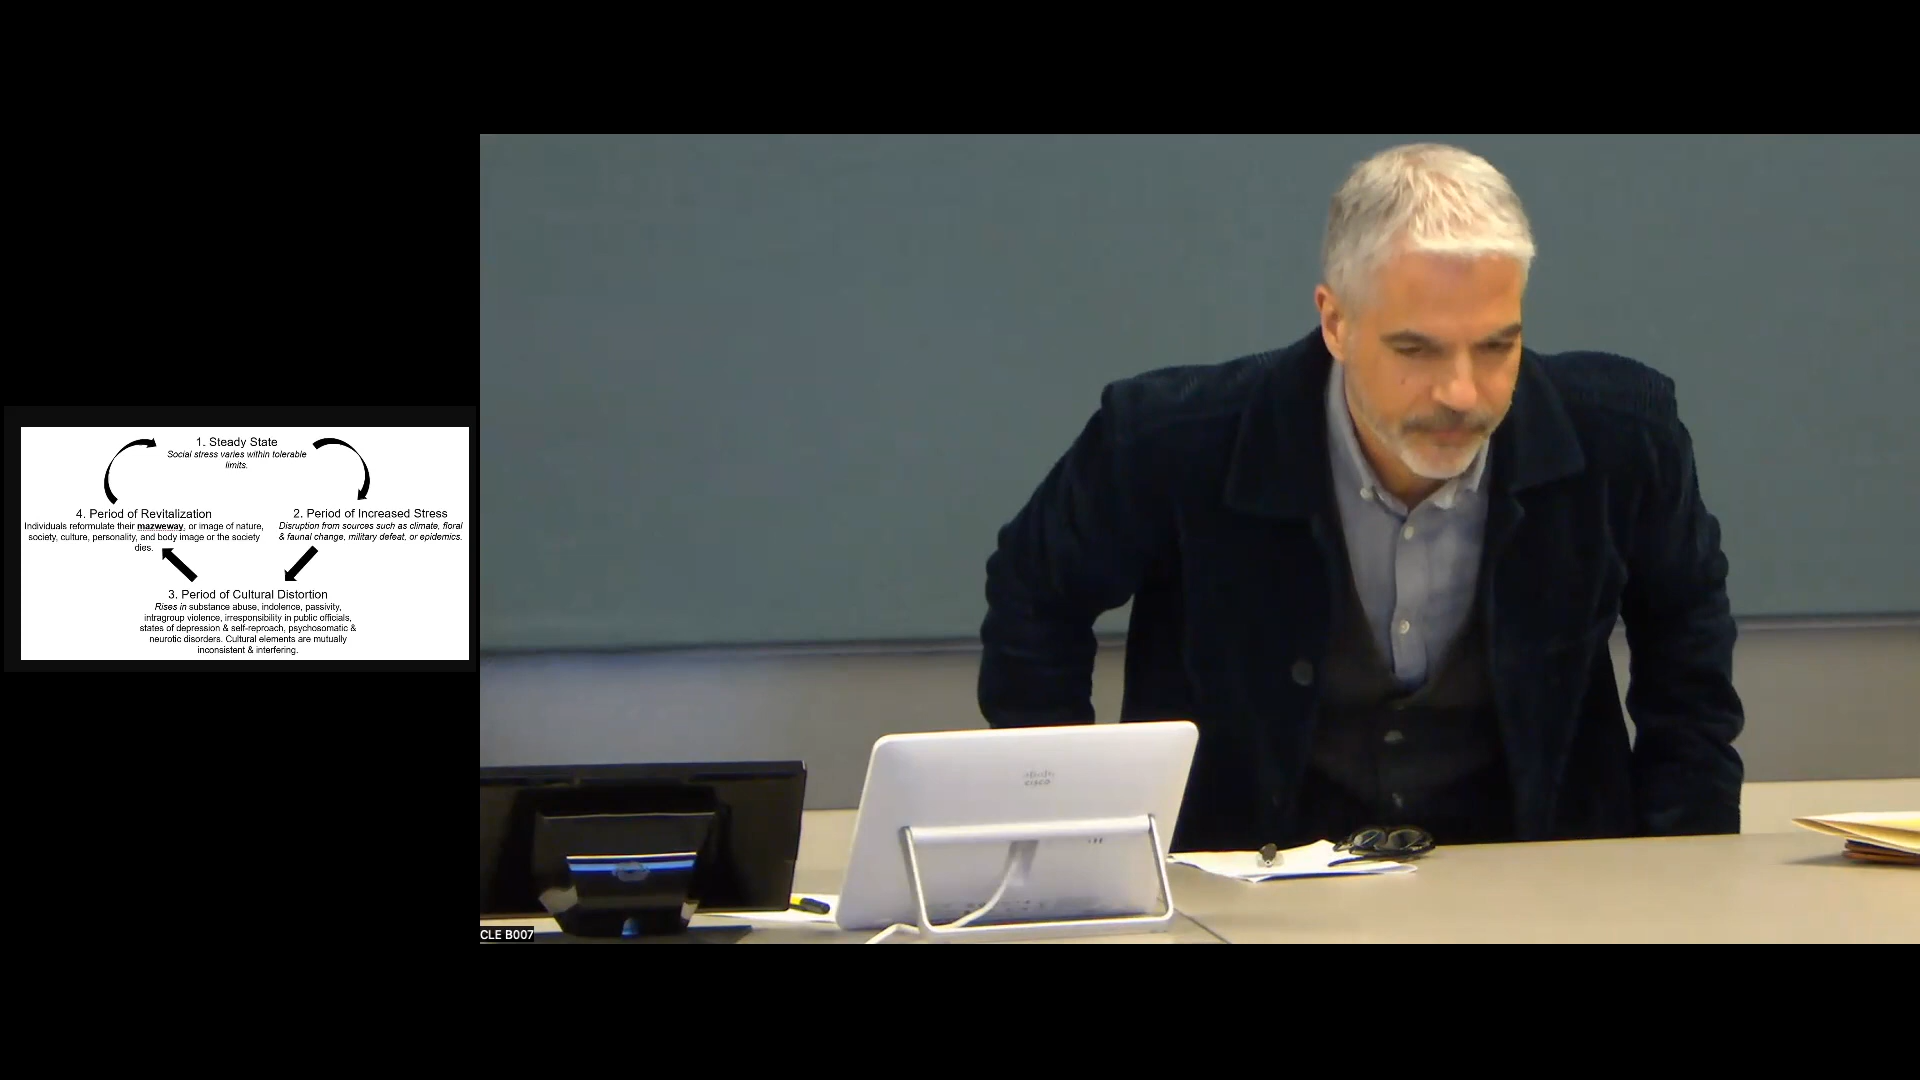 1. Steady State
Social stress varies within tolerable
limits.
4. Period of Revitalization
Individuals reformulate their mazweway, or image of nature,
society, culture, personality, and body image or the society
dies.
2. Period of Increased Stress
Disruption from sources such as climate, floral
& faunal change, military defeat, or epidemics.
3. Period of Cultural Distortion
Rises in substance abuse, indolence, passivity,
intragroup violence, irresponsibility in public officials,
states of depression & self-reproach, psychosomatic &
neurotic disorders. Cultural elements are mutually
inconsistent & interfering.
cisco
CLE B007